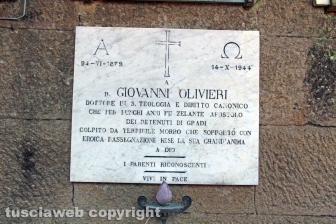 Α Ω
24-VI-1879 14-X-1944
A
D. GIOVANNI OLIVIERI
DOTTORE IN S. TEOLOGIA E DIRITTO CANONICO
CHE PER LUNGHI ANNI FU ZELANTE APOSTOLO
DEI DETENUTI DI GRADI
COLPITO DA TERRIBILE MORBO CHE SOPPORTÒ CON
EROICA RASSEGNAZIONE RESE LA SUA GRAND'ANIMA
A DIO
I PARENTI RICONOSCENTI
VIVI IN PACE
tusciaweb copyright©